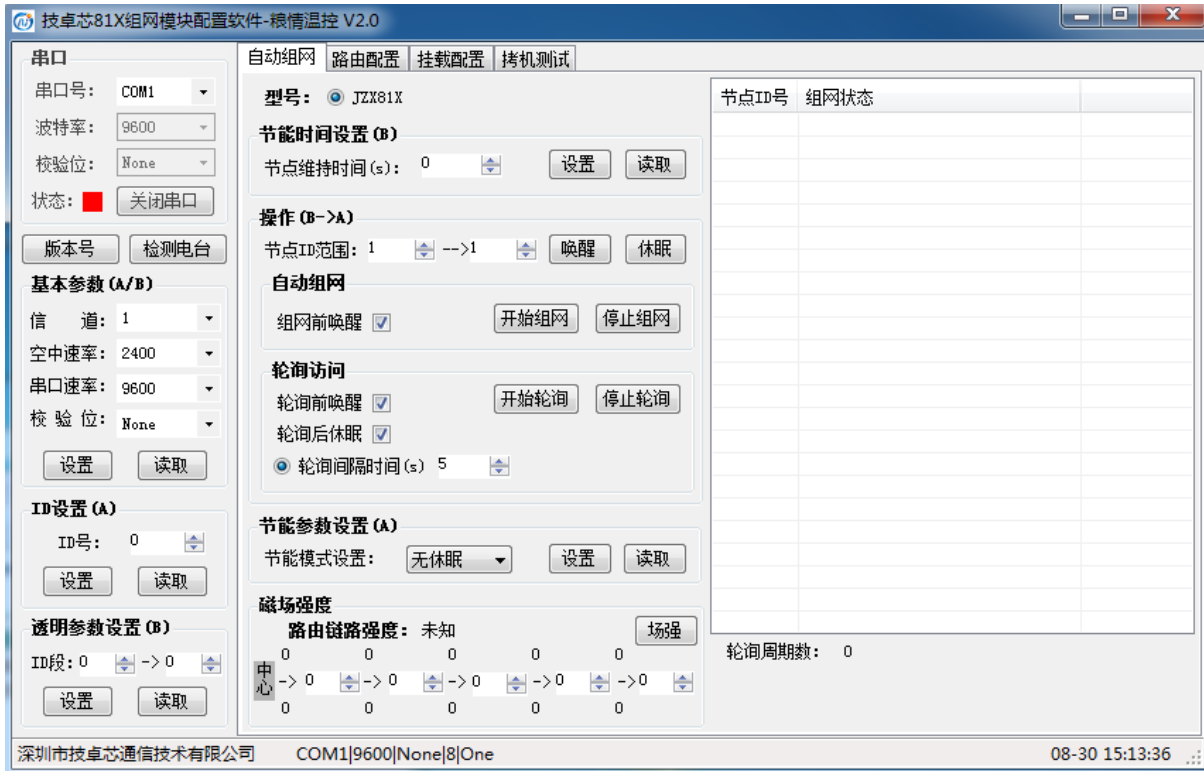 技卓芯81X组网模块配置软件-粮情温控 V2.0
串口
串口号: COM1
波特率: 9600
校验位: None
状态: 关闭串口
版本号 检测电台
基本参数(A/B)
信 道: 1
空中速率: 2400
串口速率: 9600
校 验 位: None
设置 读取
ID设置(A)
ID号: 0
设置 读取
透明参数设置(B)
ID段: 0 -> 0
设置 读取
自动组网 路由配置 挂载配置 拷机测试
型号: JZX81X
节能时间设置(B)
节点维持时间(s): 0 设置 读取
操作(B->A)
节点ID范围: 1 -->1 唤醒 休眠
自动组网
组网前唤醒 开始组网 停止组网
轮询访问
轮询前唤醒 开始轮询 停止轮询
轮询后休眠
轮询间隔时间(s) 5
节能参数设置(A)
节能模式设置: 无休眠 设置 读取
磁场强度
路由链路强度: 未知 场强
0 0 0 0 0
中心 -> 0 -> 0 -> 0 -> 0 -> 0
0 0 0 0 0
节点ID号 组网状态
轮询周期数: 0
深圳市技卓芯通信技术有限公司 COM1|9600|None|8|One 08-30 15:13:36